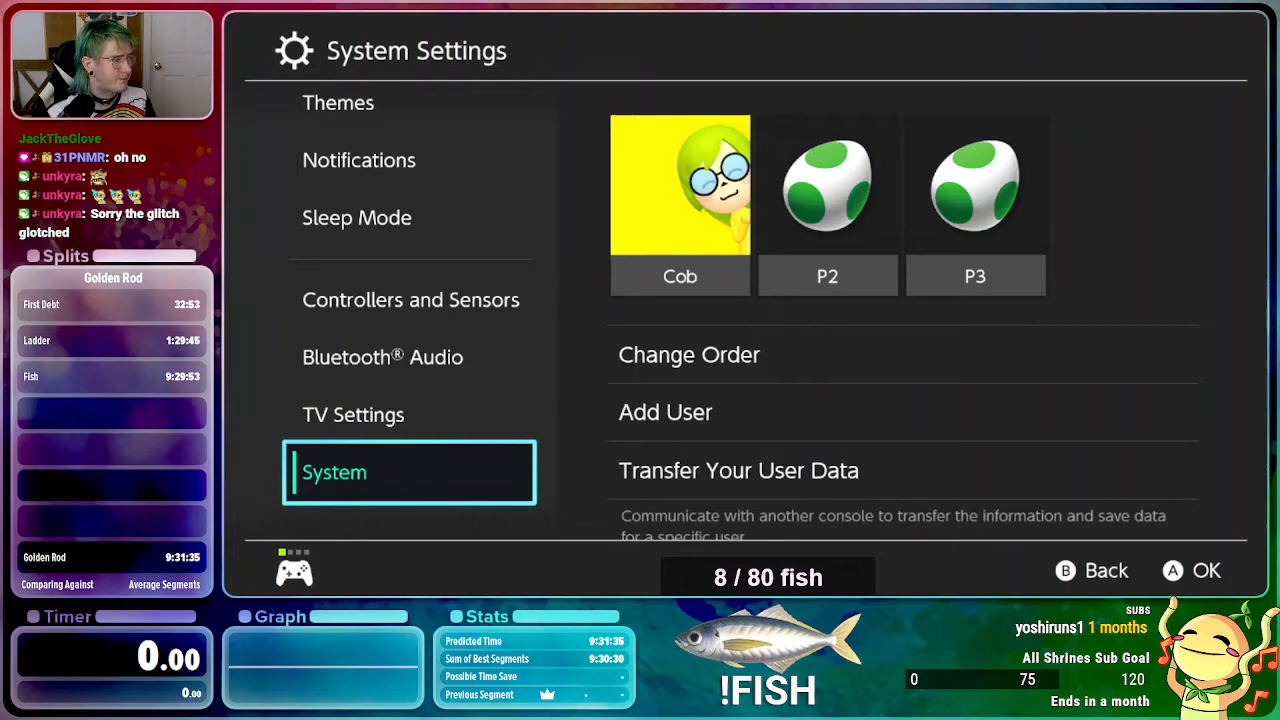 System Settings
Themes
Notifications
Sleep Mode
Controllers and Sensors
Bluetooth® Audio
TV Settings
System
Cob
P2
P3
Change Order
Add User
Transfer Your User Data
Communicate with another console to transfer the information and save data
for a specific user
B Back
A OK
JackTheGlove
31PNMR: oh no
unkyra:
unkyra:
unkyra: Sorry the glitch
glotched
Splits
Golden Rod
First Debt 32:53
Ladder 1:29:45
Fish 9:29:53
Golden Rod 9:31:35
Comparing Against Average Segments
Timer
0.00
0.00
Graph
Stats
Predicted Time 9:31:35
Sum of Best Segments 9:30:30
Possible Time Save -
Previous Segment - -
8 / 80 fish
!FISH
SUBS
yoshiruns1 1 months
All Shrines Sub Goal
0 75 120
Ends in a month